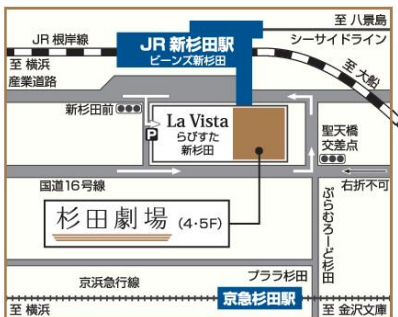 至 八景島
JR 根岸線
JR 新杉田駅
ビーンズ新杉田
シーサイドライン
至 横浜
至 大船
産業道路
新杉田前
La Vista
らびすた
新杉田
P
聖天橋
交差点
国道16号線
右折不可
杉田劇場 (4・5F)
ぷらむろーど杉田
プララ杉田
京浜急行線
京急杉田駅
至 横浜
至 金沢文庫